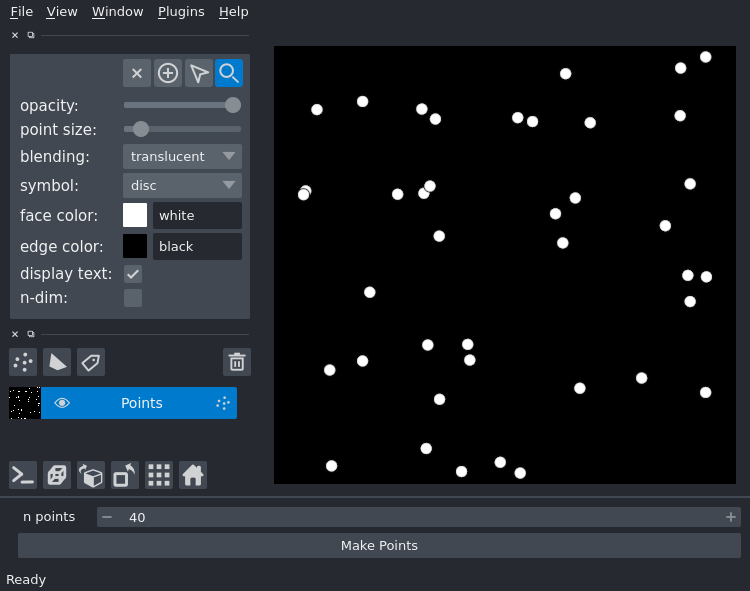 File View Window Plugins Help
opacity:
point size:
blending: translucent
symbol: disc
face color: white
edge color: black
display text:
n-dim:
Points
n points 40
Make Points
Ready